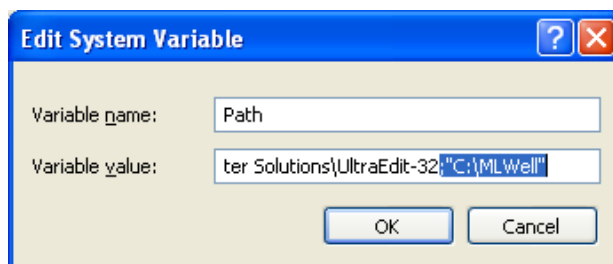 Edit System Variable
Variable name: Path
Variable value: ter Solutions\UltraEdit-32;"C:\MLWell"
OK Cancel